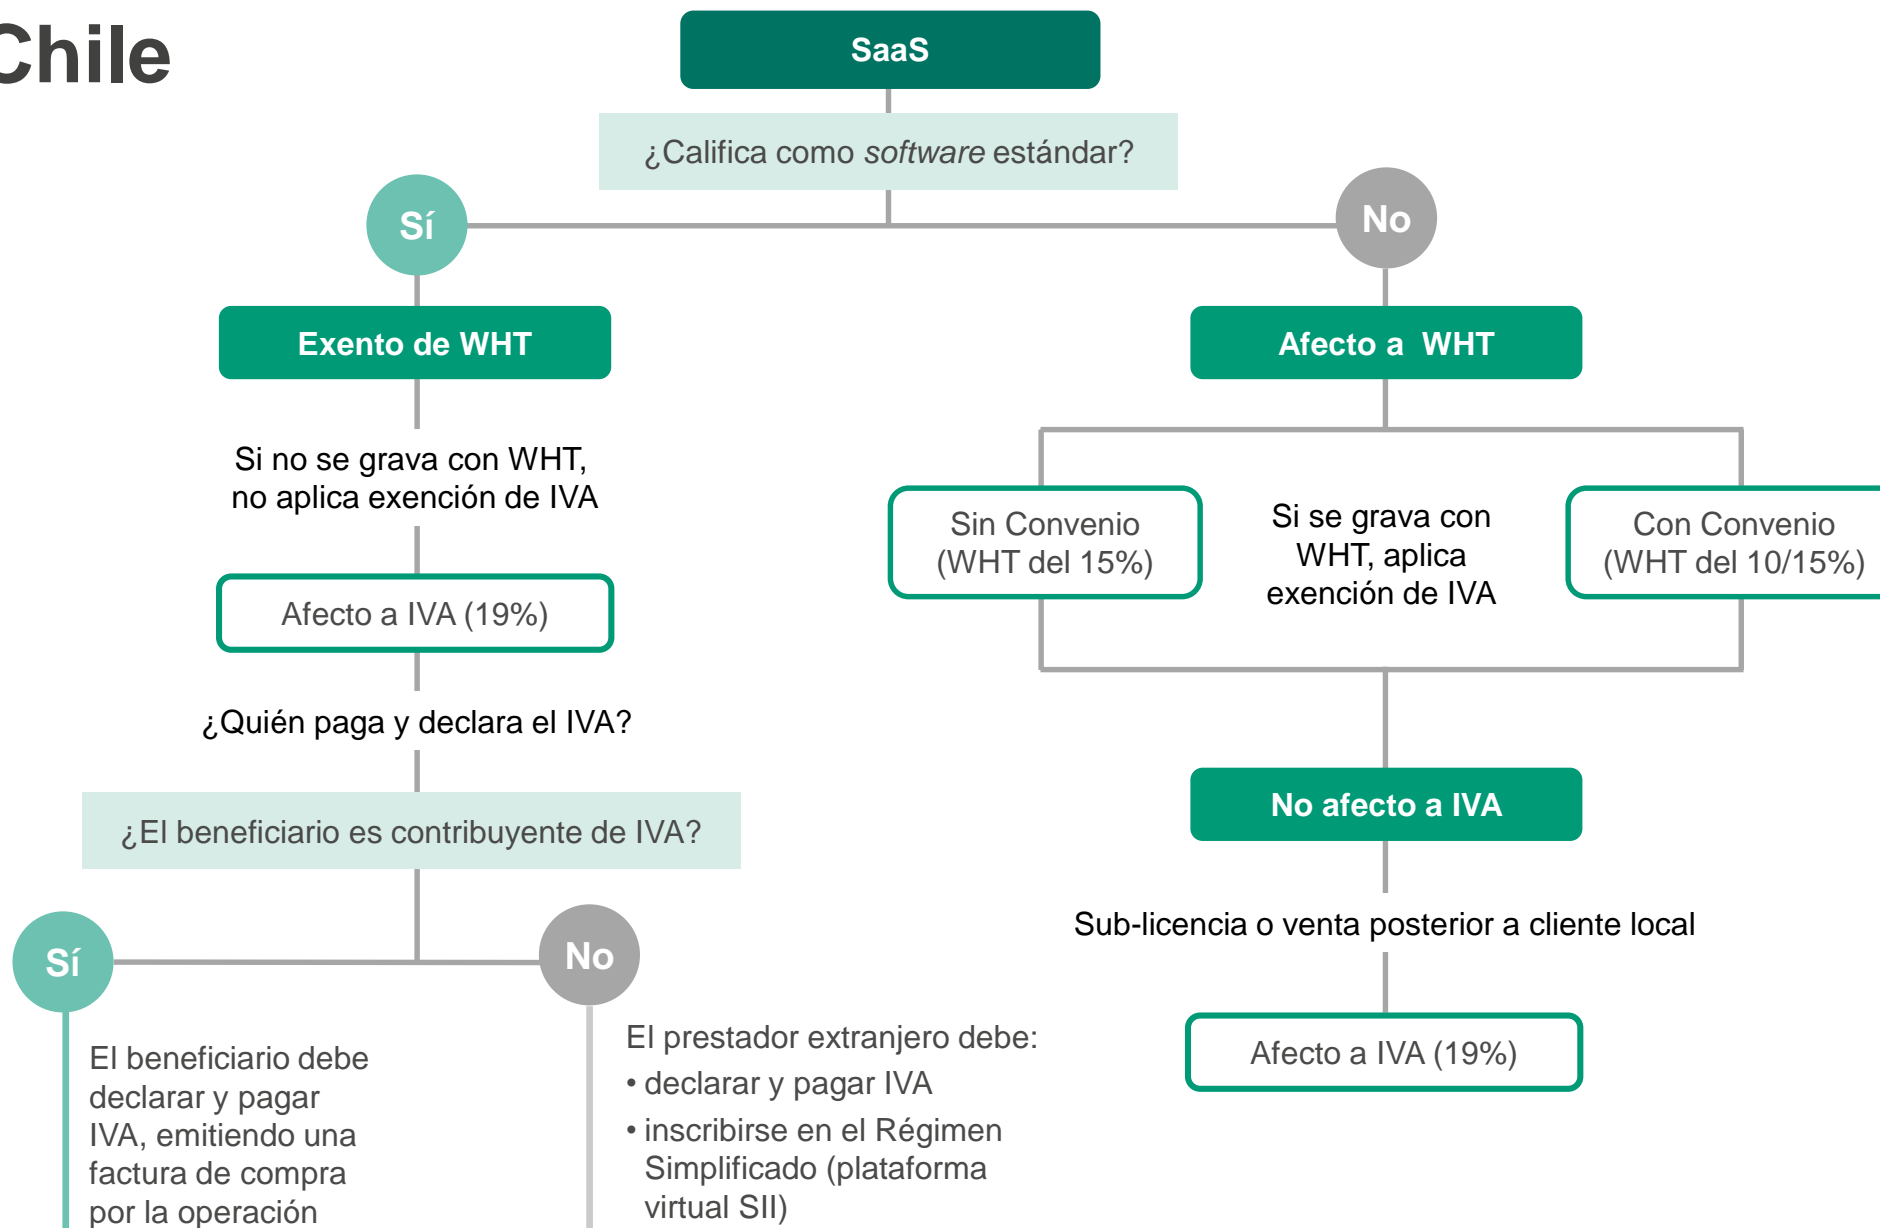 Chile
SaaS
¿Califica como software estándar?
Sí
No
Exento de WHT
Afecto a WHT
Si no se grava con WHT,
no aplica exención de IVA
Sin Convenio
(WHT del 15%)
Si se grava con
WHT, aplica
exención de IVA
Con Convenio
(WHT del 10/15%)
Afecto a IVA (19%)
¿Quién paga y declara el IVA?
No afecto a IVA
¿El beneficiario es contribuyente de IVA?
Sub-licencia o venta posterior a cliente local
Sí
No
Afecto a IVA (19%)
El beneficiario debe
declarar y pagar
IVA, emitiendo una
factura de compra
por la operación
El prestador extranjero debe:
• declarar y pagar IVA
• inscribirse en el Régimen
Simplificado (plataforma
virtual SII)